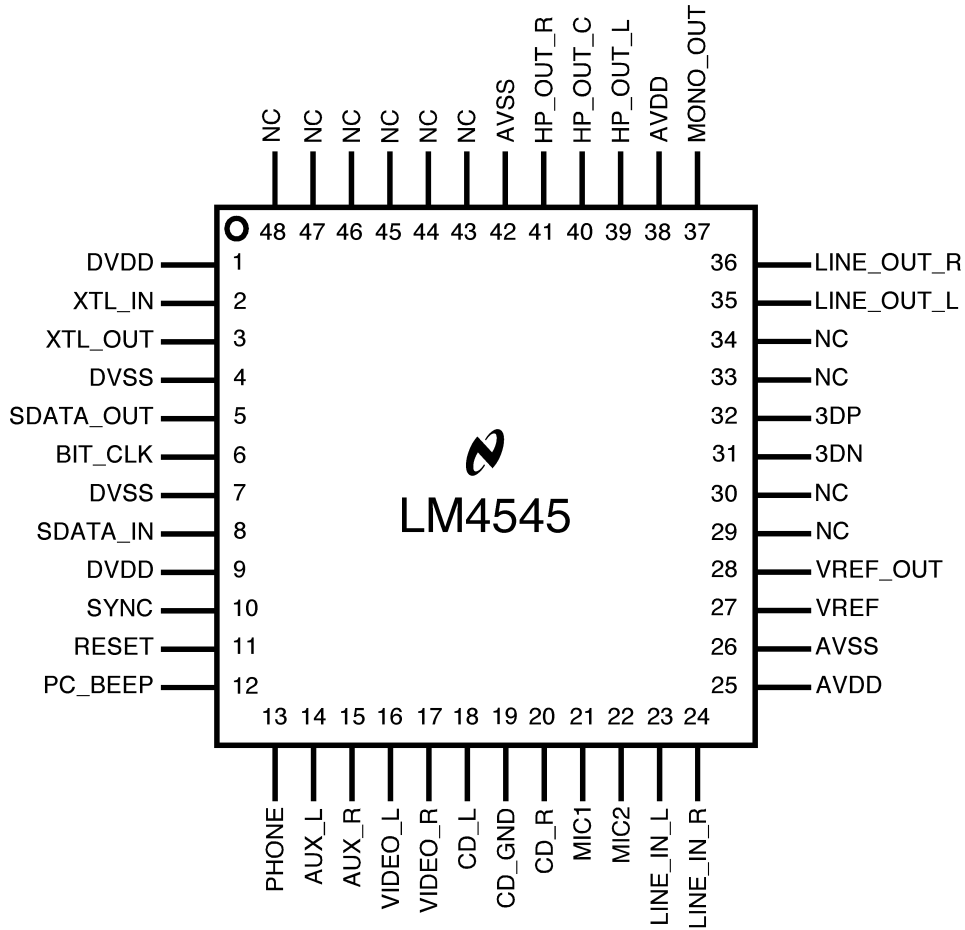 NC
NC
NC
NC
NC
NC
AVSS
HP_OUT_R
HP_OUT_C
HP_OUT_L
AVDD
MONO_OUT
48 47 46 45 44 43 42 41 40 39 38 37
DVDD 1 36 LINE_OUT_R
XTL_IN 2 35 LINE_OUT_L
XTL_OUT 3 34 NC
DVSS 4 33 NC
SDATA_OUT 5 32 3DP
BIT_CLK 6 31 3DN
DVSS 7 30 NC
LM4545
SDATA_IN 8 29 NC
DVDD 9 28 VREF_OUT
SYNC 10 27 VREF
RESET 11 26 AVSS
PC_BEEP 12 25 AVDD
13 14 15 16 17 18 19 20 21 22 23 24
PHONE
AUX_L
AUX_R
VIDEO_L
VIDEO_R
CD_L
CD_GND
CD_R
MIC1
MIC2
LINE_IN_L
LINE_IN_R